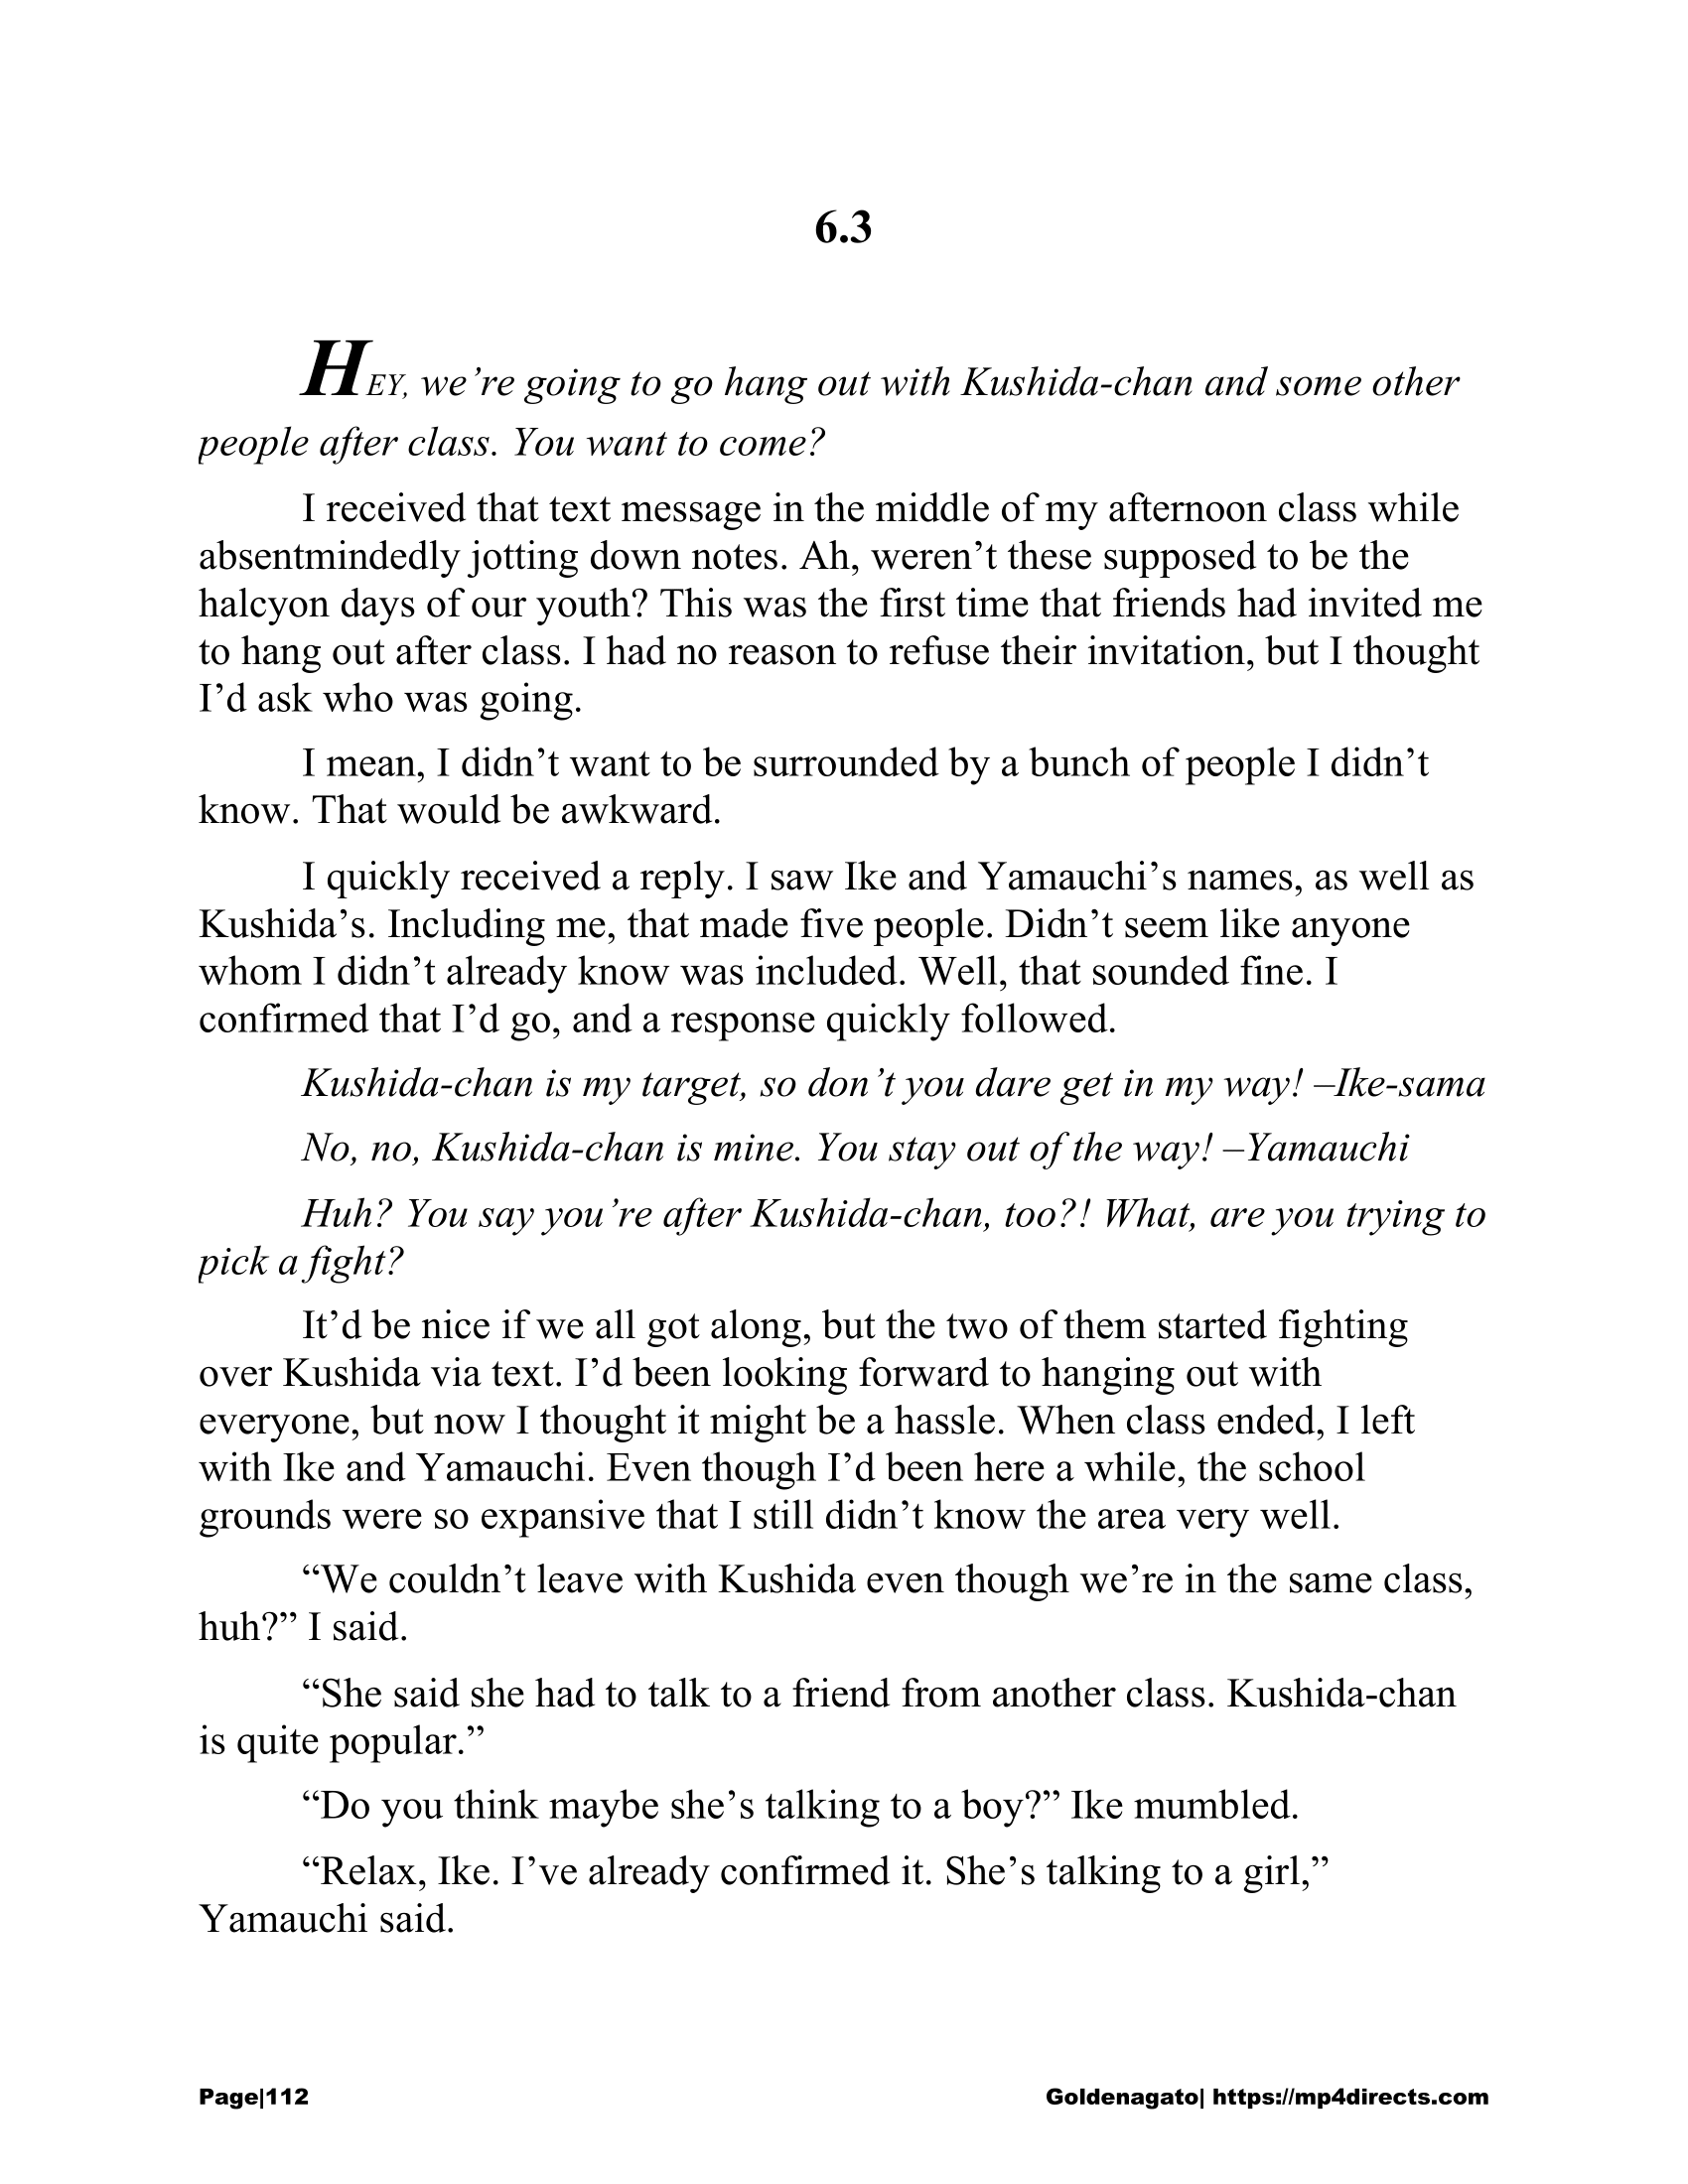 6.3
HEY, we’re going to go hang out with Kushida-chan and some other
people after class. You want to come?
I received that text message in the middle of my afternoon class while
absentmindedly jotting down notes. Ah, weren’t these supposed to be the
halcyon days of our youth? This was the first time that friends had invited me
to hang out after class. I had no reason to refuse their invitation, but I thought
I’d ask who was going.
I mean, I didn’t want to be surrounded by a bunch of people I didn’t
know. That would be awkward.
I quickly received a reply. I saw Ike and Yamauchi’s names, as well as
Kushida’s. Including me, that made five people. Didn’t seem like anyone
whom I didn’t already know was included. Well, that sounded fine. I
confirmed that I’d go, and a response quickly followed.
Kushida-chan is my target, so don’t you dare get in my way! –Ike-sama
No, no, Kushida-chan is mine. You stay out of the way! –Yamauchi
Huh? You say you’re after Kushida-chan, too?! What, are you trying to
pick a fight?
It’d be nice if we all got along, but the two of them started fighting
over Kushida via text. I’d been looking forward to hanging out with
everyone, but now I thought it might be a hassle. When class ended, I left
with Ike and Yamauchi. Even though I’d been here a while, the school
grounds were so expansive that I still didn’t know the area very well.
“We couldn’t leave with Kushida even though we’re in the same class,
huh?” I said.
“She said she had to talk to a friend from another class. Kushida-chan
is quite popular.”
“Do you think maybe she’s talking to a boy?” Ike mumbled.
“Relax, Ike. I’ve already confirmed it. She’s talking to a girl,”
Yamauchi said.
Page|112 Goldenagato| https://mp4directs.com